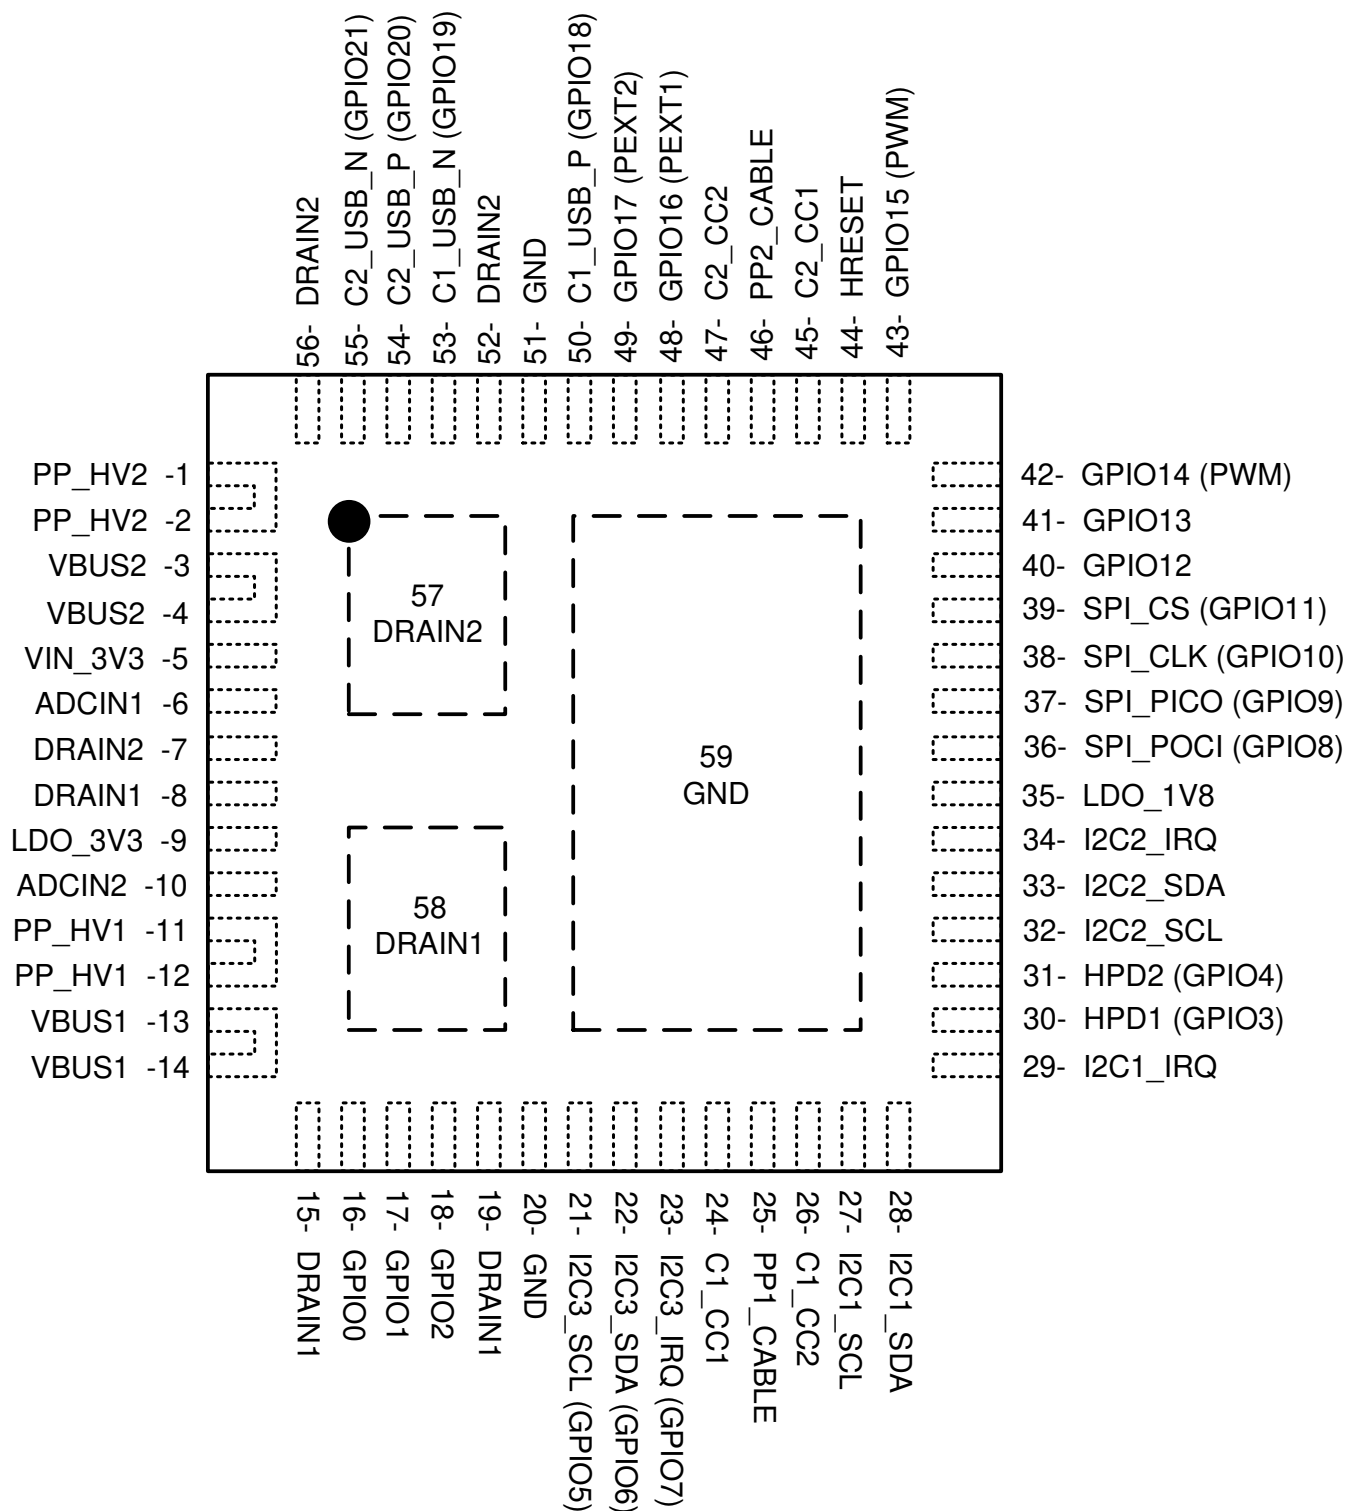 56- DRAIN2
55- C2_USB_N (GPIO21)
54- C2_USB_P (GPIO20)
53- C1_USB_N (GPIO19)
52- DRAIN2
51- GND
50- C1_USB_P (GPIO18)
49- GPIO17 (PEXT2)
48- GPIO16 (PEXT1)
47- C2_CC2
46- PP2_CABLE
45- C2_CC1
44- HRESET
43- GPIO15 (PWM)
PP_HV2 -1
PP_HV2 -2
VBUS2 -3
VBUS2 -4
VIN_3V3 -5
ADCIN1 -6
DRAIN2 -7
DRAIN1 -8
LDO_3V3 -9
ADCIN2 -10
PP_HV1 -11
PP_HV1 -12
VBUS1 -13
VBUS1 -14
57
DRAIN2
58
DRAIN1
59
GND
42- GPIO14 (PWM)
41- GPIO13
40- GPIO12
39- SPI_CS (GPIO11)
38- SPI_CLK (GPIO10)
37- SPI_PICO (GPIO9)
36- SPI_POCI (GPIO8)
35- LDO_1V8
34- I2C2_IRQ
33- I2C2_SDA
32- I2C2_SCL
31- HPD2 (GPIO4)
30- HPD1 (GPIO3)
29- I2C1_IRQ
15- DRAIN1
16- GPIO0
17- GPIO1
18- GPIO2
19- DRAIN1
20- GND
21- I2C3_SCL (GPIO5)
22- I2C3_SDA (GPIO6)
23- I2C3_IRQ (GPIO7)
24- C1_CC1
25- PP1_CABLE
26- C1_CC2
27- I2C1_SCL
28- I2C1_SDA